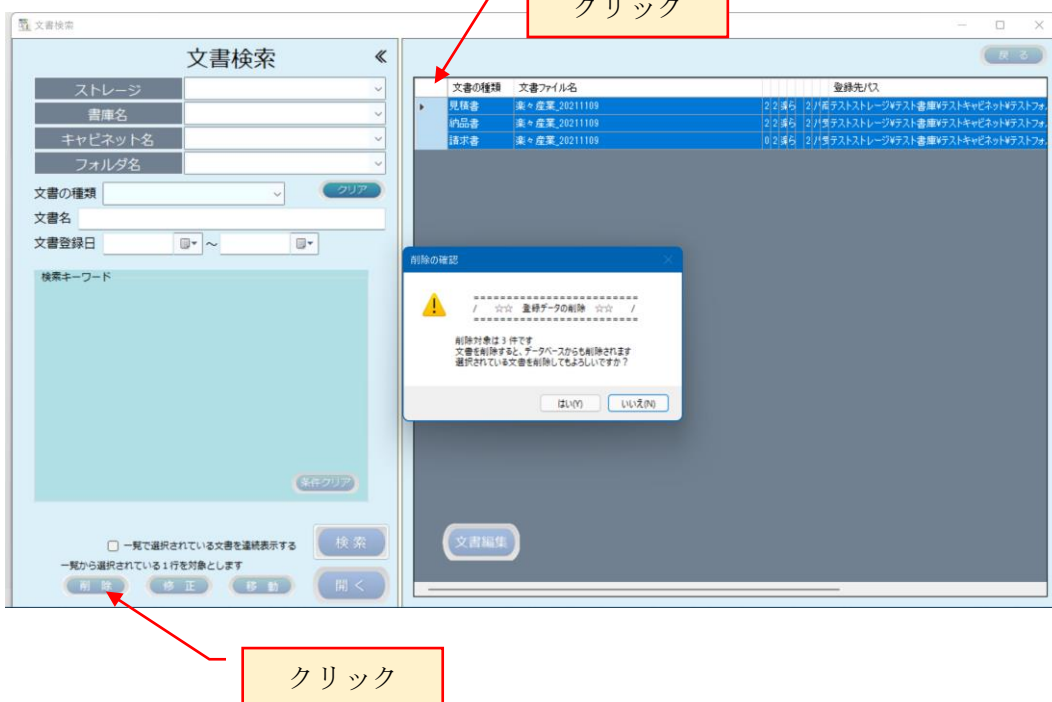 クリック
文書検索
文書検索 《
戻 る
ストレージ
書庫名
キャビネット名
フォルダ名
文書の種類
クリア
文書名
文書登録日 ～
検索キーワード
条件クリア
一覧で選択されている文書を連続表示する
検 索
一覧から選択されている1行を対象とします
削 除 修 正 移 動 開 く
文書の種類 文書ファイル名 登録先パス
見積書 楽々産業_20211109 テストストレージ¥テスト書庫¥テストキャビネット¥テストフォ
納品書 楽々産業_20211109 テストストレージ¥テスト書庫¥テストキャビネット¥テストフォ
請求書 楽々産業_20211109 テストストレージ¥テスト書庫¥テストキャビネット¥テストフォ
削除の確認
=========================
/ ☆☆ 登録データの削除 ☆☆ /
=========================
削除対象は 3 件です
文書を削除すると、データベースからも削除されます
選択されている文書を削除してもよろしいですか？
はい(Y) いいえ(N)
文書編集
クリック